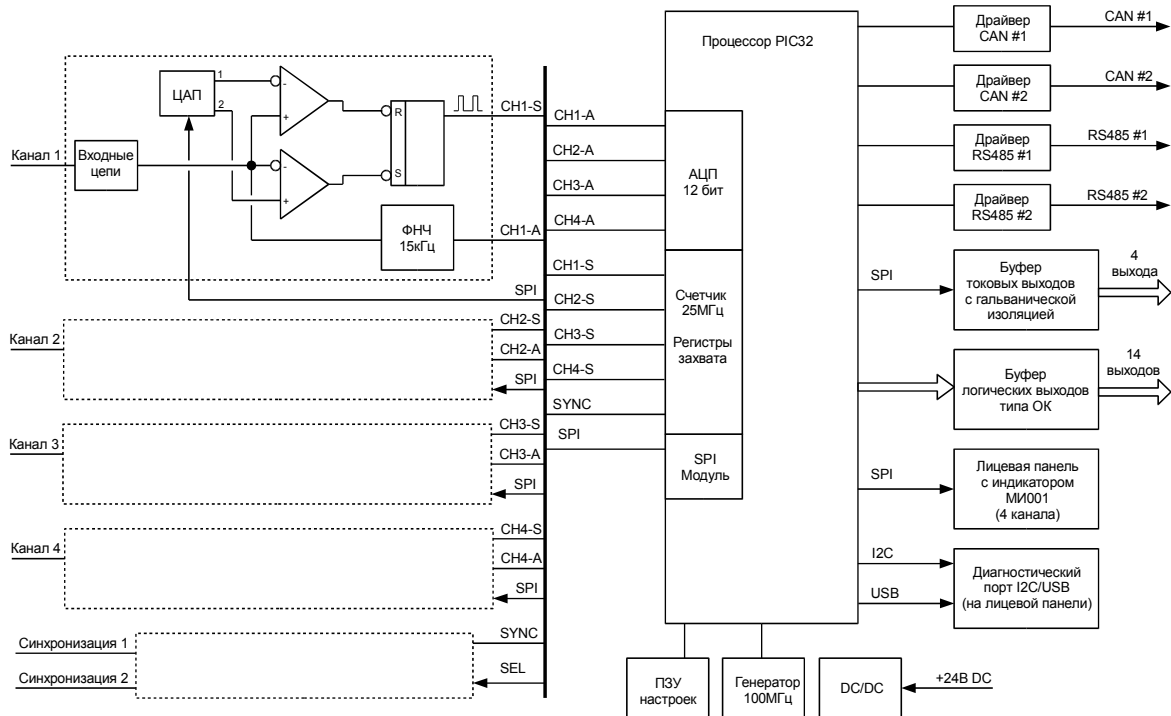 Канал 1
Входные
цепи
ЦАП
1
2
-
+
-
+
R
S
ФНЧ
15кГц
CH1-S
CH1-A
SPI
Канал 2
CH2-S
CH2-A
SPI
Канал 3
CH3-S
CH3-A
SPI
Канал 4
CH4-S
CH4-A
SPI
Синхронизация 1
Синхронизация 2
SYNC
SEL
CH1-A
CH2-A
CH3-A
CH4-A
CH1-S
CH2-S
CH3-S
CH4-S
SYNC
SPI
Процессор PIC32
АЦП
12 бит
Счетчик
25МГц
Регистры
захвата
SPI
Модуль
Драйвер
CAN #1
CAN #1
Драйвер
CAN #2
CAN #2
Драйвер
RS485 #1
RS485 #1
Драйвер
RS485 #2
RS485 #2
SPI
Буфер
токовых выходов
с гальванической
изоляцией
4
выхода
Буфер
логических выходов
типа ОК
14
выходов
SPI
Лицевая панель
с индикатором
МИ001
(4 канала)
I2C
USB
Диагностический
порт I2C/USB
(на лицевой панели)
ПЗУ
настроек
Генератор
100МГц
DC/DC
+24В DC